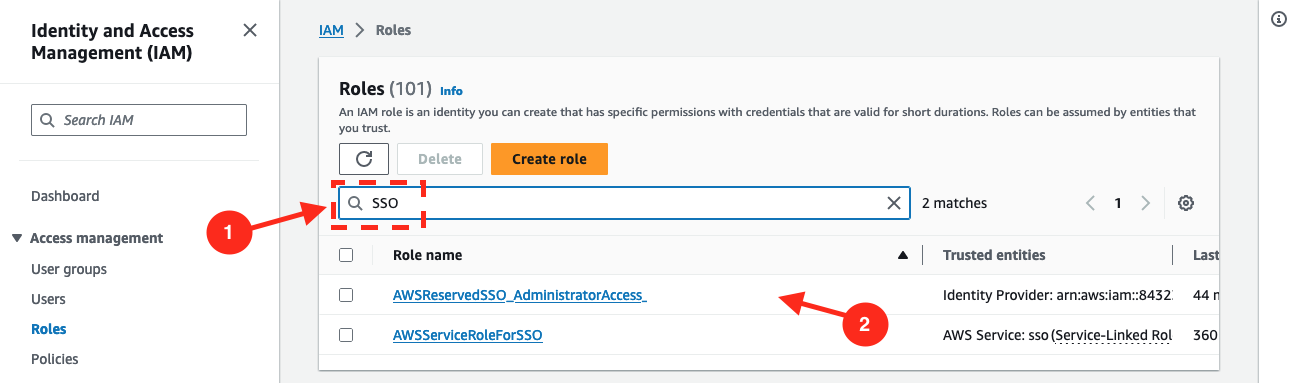 Identity and Access
Management (IAM)
Search IAM
Dashboard
Access management
User groups
Users
Roles
Policies
IAM > Roles
Roles (101) Info
An IAM role is an identity you can create that has specific permissions with credentials that are valid for short durations. Roles can be assumed by entities that
you trust.
Delete
Create role
1
SSO
2 matches
1
Role name
Trusted entities
Last
AWSReservedSSO_AdministratorAccess_
Identity Provider: arn:aws:iam::8432
44 m
2
AWSServiceRoleForSSO
AWS Service: sso (Service-Linked Rol
360